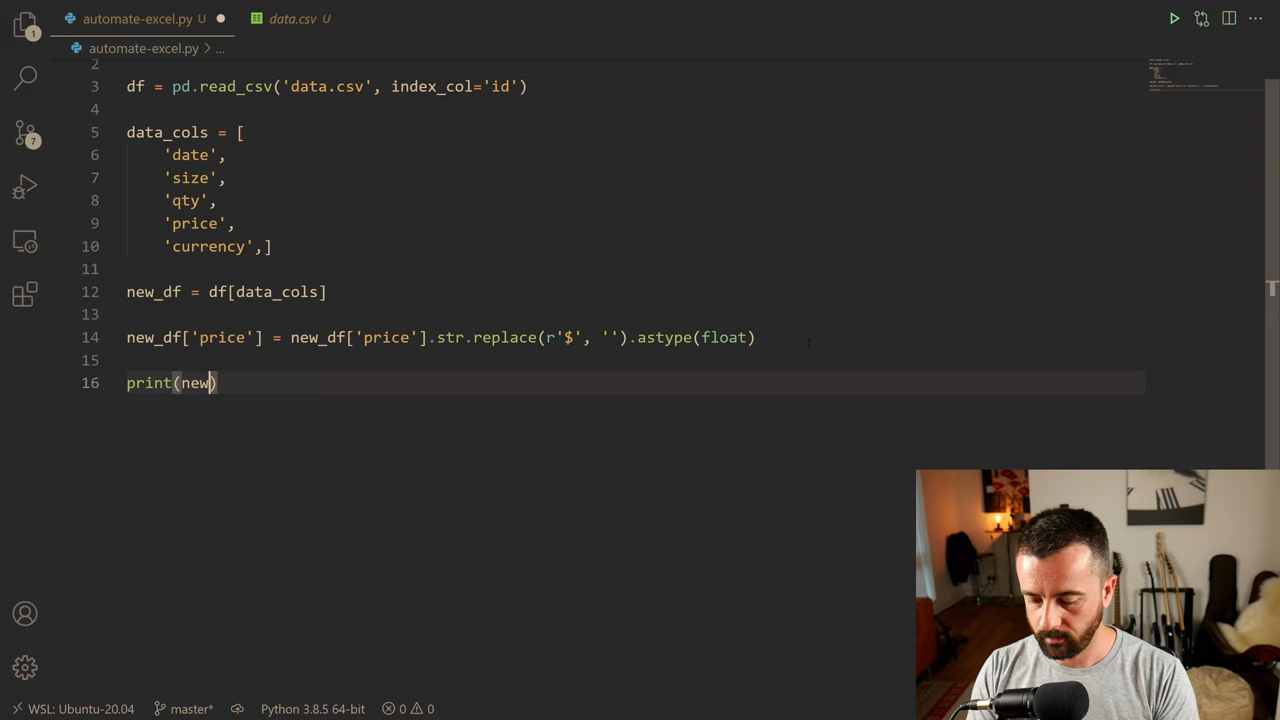 automate-excel.py U
data.csv U
automate-excel.py > ...
2
3 df = pd.read_csv('data.csv', index_col='id')
4
5 data_cols = [
6 'date',
7 'size',
8 'qty',
9 'price',
10 'currency',]
11
12 new_df = df[data_cols]
13
14 new_df['price'] = new_df['price'].str.replace(r'$', '').astype(float)
15
16 print(new)
1
7
WSL: Ubuntu-20.04 master* Python 3.8.5 64-bit 0 0